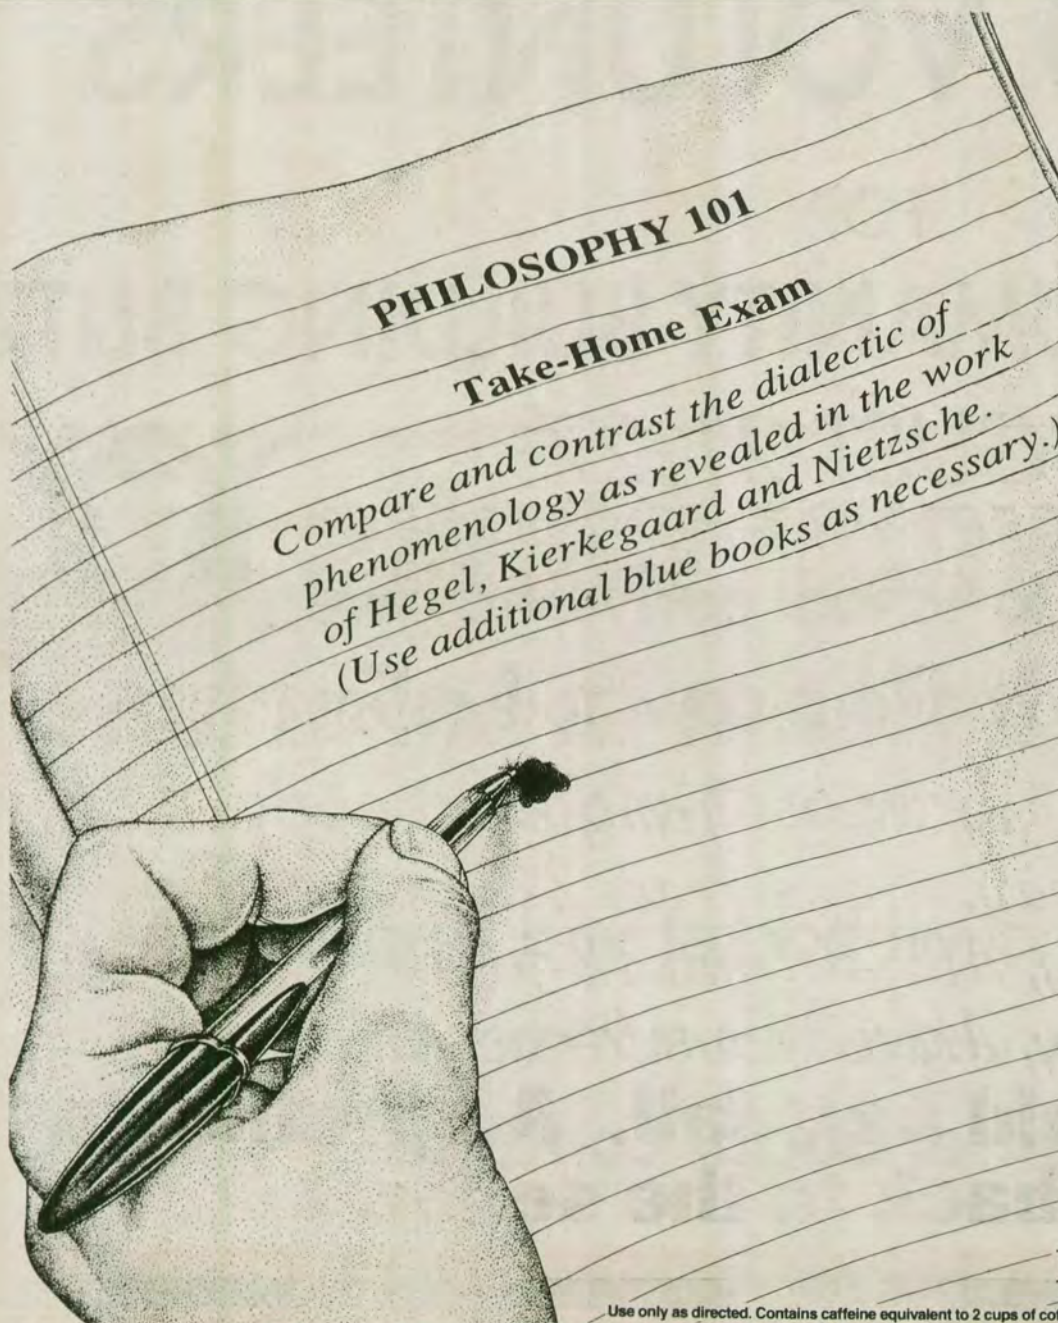 PHILOSOPHY 101
Take-Home Exam
Compare and contrast the dialectic of
phenomenology as revealed in the work
of Hegel, Kierkegaard and Nietzsche.
(Use additional blue books as necessary.)
Use only as directed. Contains caffeine equivalent to 2 cups of